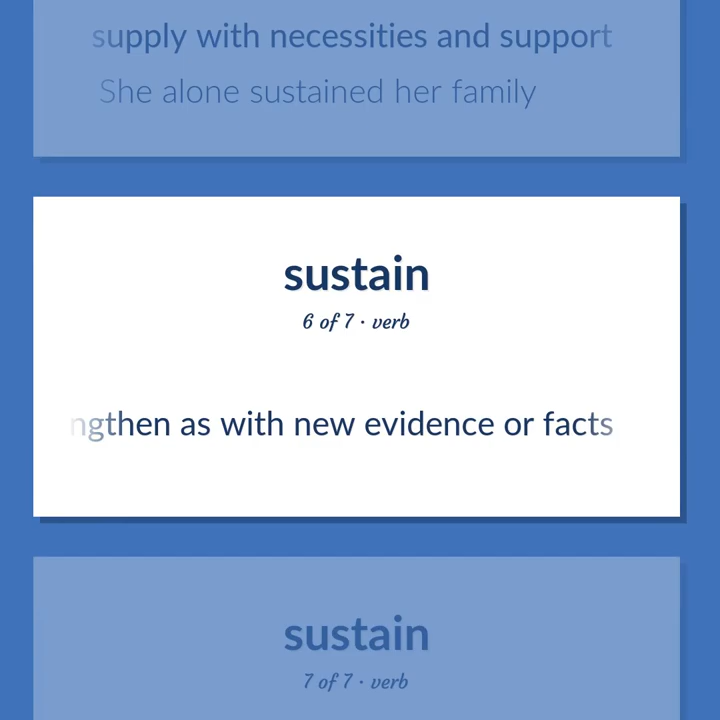 supply with necessities and support
She alone sustained her family
sustain
6 of 7 · verb
ngthen as with new evidence or facts
sustain
7 of 7 · verb